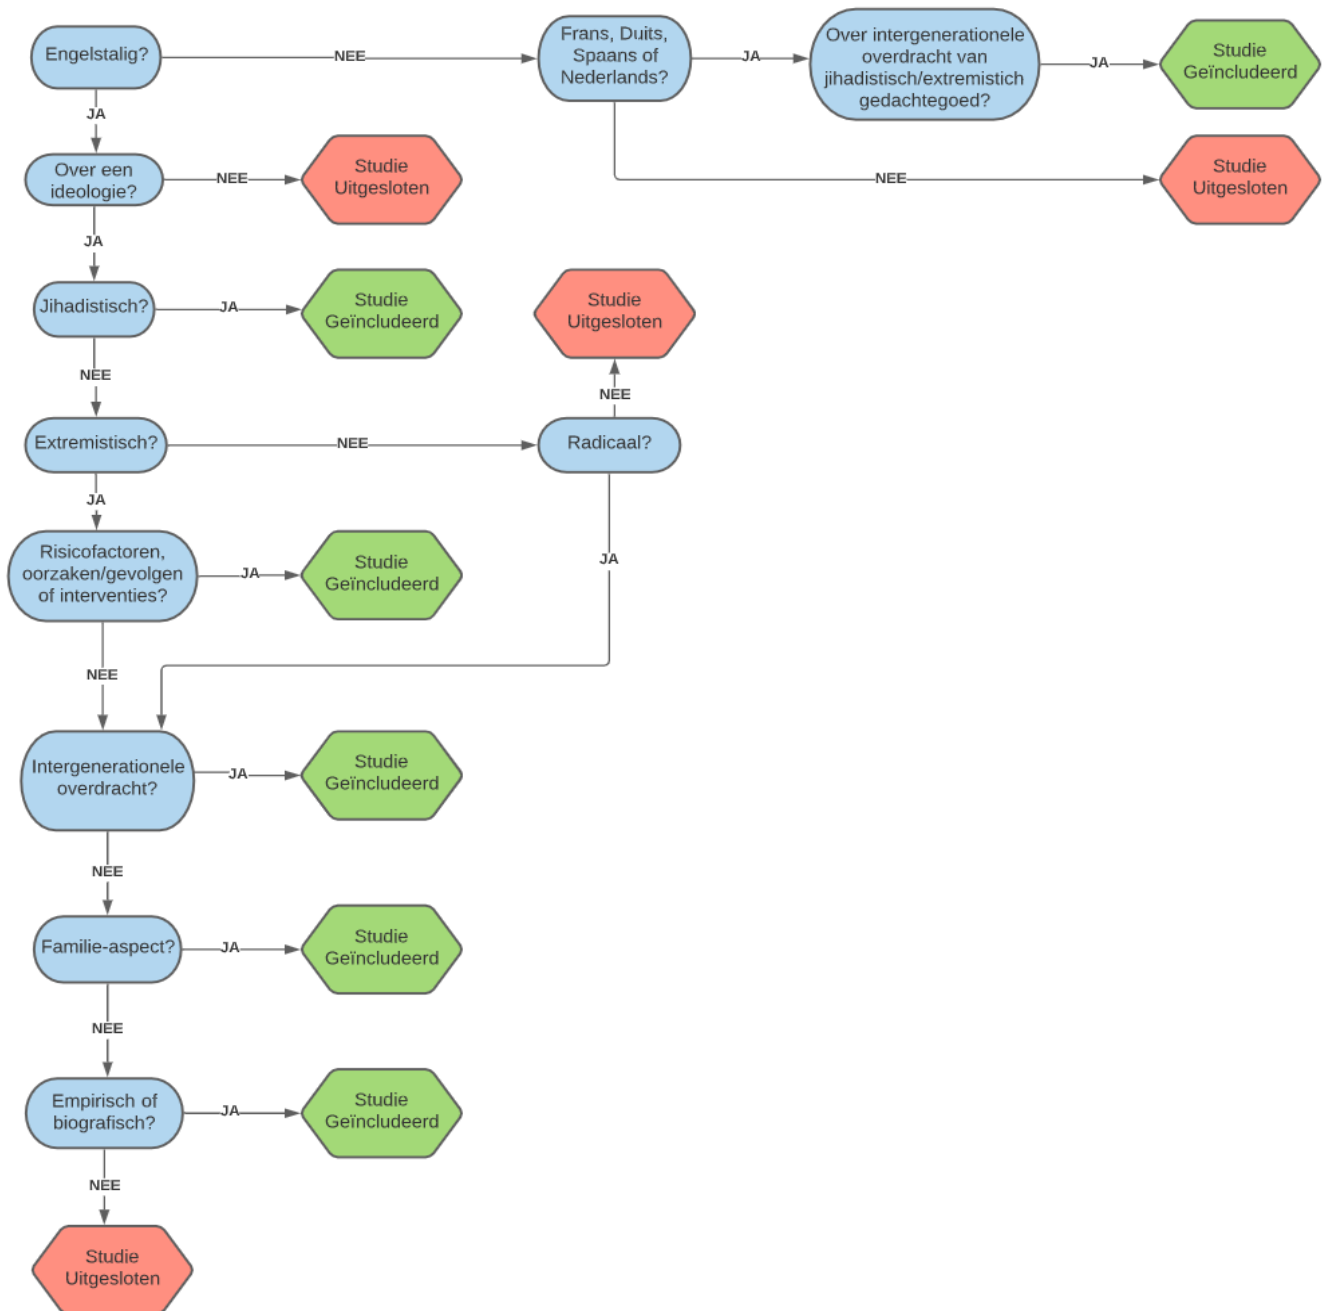 Engelstalig?
NEE
Frans, Duits,
Spaans of
Nederlands?
JA
Over intergenerationele
overdracht van
jihadistisch/extremistich
gedachtegoed?
JA
Studie
Geïncludeerd
JA
Over een
ideologie?
NEE
Studie
Uitgesloten
NEE
Studie
Uitgesloten
JA
Jihadistisch?
JA
Studie
Geïncludeerd
Studie
Uitgesloten
NEE
NEE
Extremistisch?
NEE
Radicaal?
JA
Risicofactoren,
oorzaken/gevolgen
of interventies?
JA
Studie
Geïncludeerd
JA
NEE
Intergenerationele
overdracht?
JA
Studie
Geïncludeerd
NEE
Familie-aspect?
JA
Studie
Geïncludeerd
NEE
Empirisch of
biografisch?
JA
Studie
Geïncludeerd
NEE
Studie
Uitgesloten